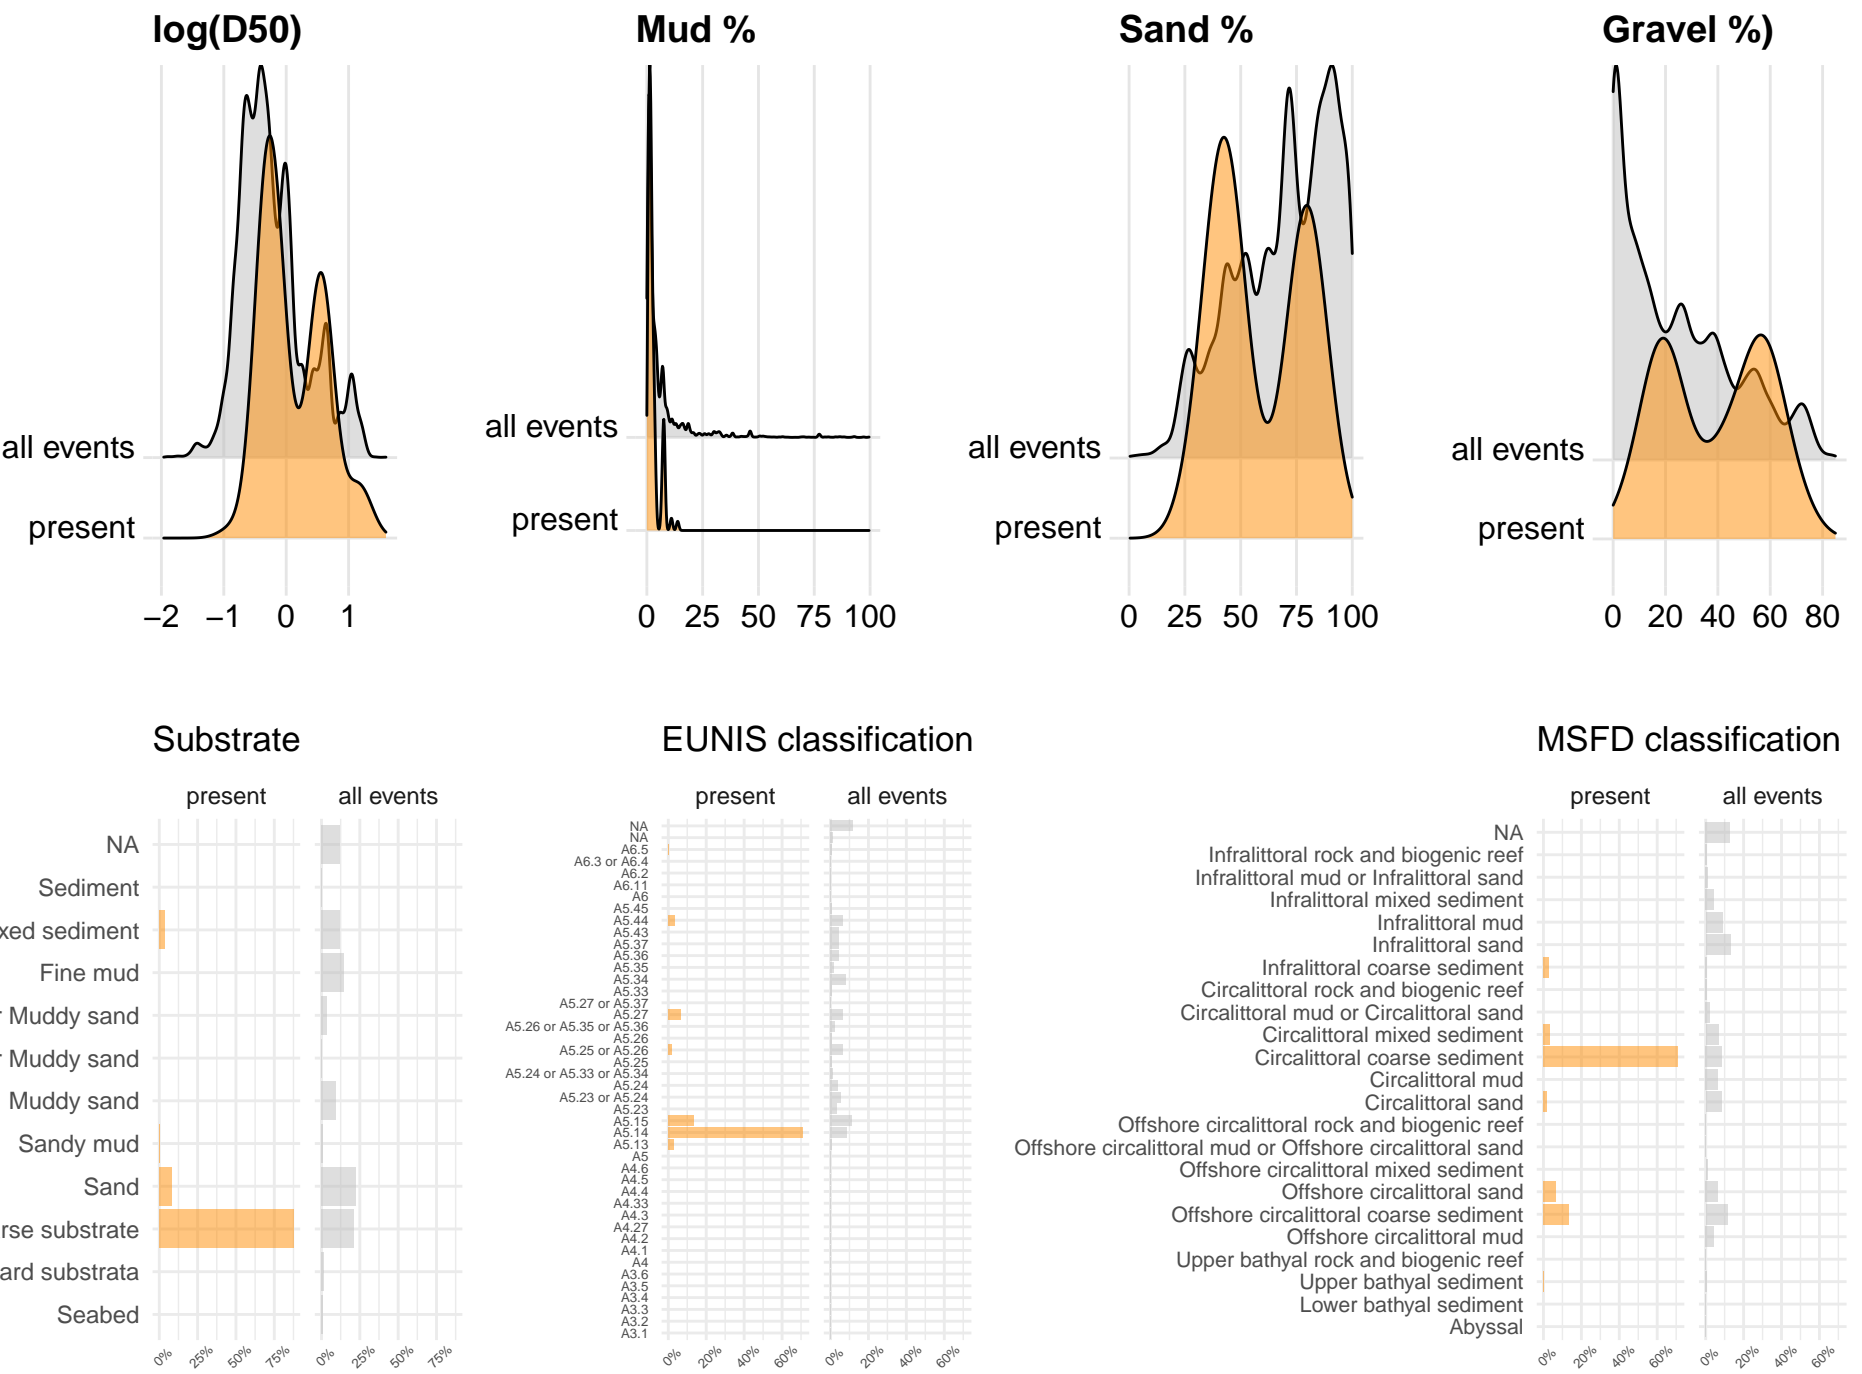 log(D50)
Mud %
Sand %
Gravel %)
all events
present
−2 −1 0 1
all events
present
0 25 50 75 100
all events
present
0 25 50 75 100
all events
present
0 20 40 60 80
Substrate
present all events
NA
Sediment
xed sediment
Fine mud
r Muddy sand
r Muddy sand
Muddy sand
Sandy mud
Sand
rse substrate
ard substrata
Seabed
0% 25% 50% 75% 0% 25% 50% 75%
EUNIS classification
present all events
NA
NA
A6.5
A6.3 or A6.4
A6.2
A6.11
A6
A5.45
A5.44
A5.43
A5.37
A5.36
A5.35
A5.34
A5.33
A5.27 or A5.37
A5.27
A5.26 or A5.35 or A5.36
A5.26
A5.25 or A5.26
A5.25
A5.24 or A5.33 or A5.34
A5.24
A5.23 or A5.24
A5.23
A5.15
A5.14
A5.13
A5
A4.6
A4.5
A4.4
A4.33
A4.3
A4.27
A4.2
A4.1
A4
A3.6
A3.5
A3.4
A3.3
A3.2
A3.1
0% 20% 40% 60% 0% 20% 40% 60%
MSFD classification
present all events
NA
Infralittoral rock and biogenic reef
Infralittoral mud or Infralittoral sand
Infralittoral mixed sediment
Infralittoral mud
Infralittoral sand
Infralittoral coarse sediment
Circalittoral rock and biogenic reef
Circalittoral mud or Circalittoral sand
Circalittoral mixed sediment
Circalittoral coarse sediment
Circalittoral mud
Circalittoral sand
Offshore circalittoral rock and biogenic reef
Offshore circalittoral mud or Offshore circalittoral sand
Offshore circalittoral mixed sediment
Offshore circalittoral sand
Offshore circalittoral coarse sediment
Offshore circalittoral mud
Upper bathyal rock and biogenic reef
Upper bathyal sediment
Lower bathyal sediment
Abyssal
0% 20% 40% 60% 0% 20% 40% 60%